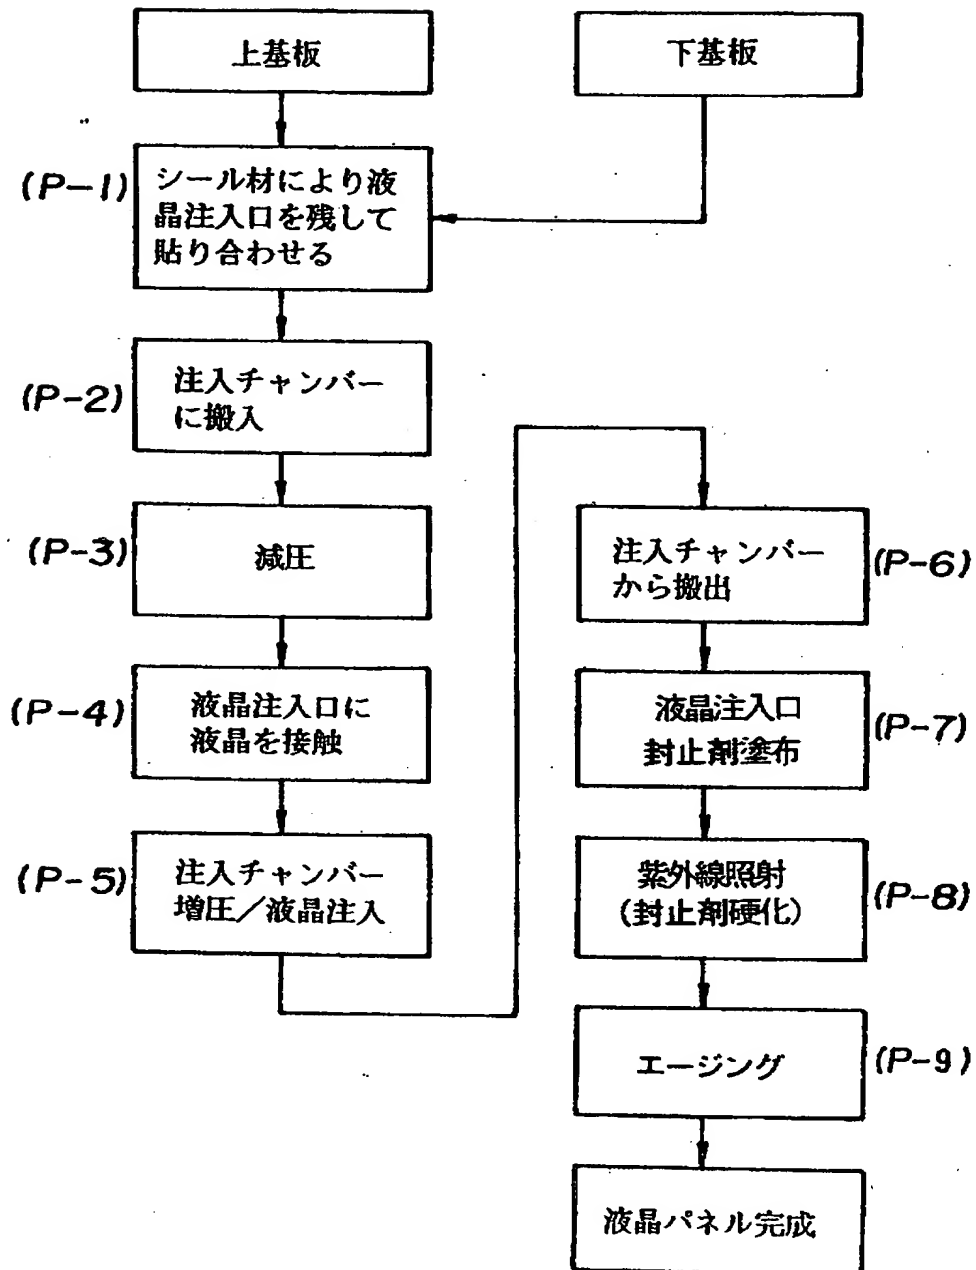 上基板
下基板
(P-1)
シール材により液
晶注入口を残して
貼り合わせる
(P-2)
注入チャンバー
に搬入
(P-3)
減圧
(P-4)
液晶注入口に
液晶を接触
(P-5)
注入チャンバー
増圧/液晶注入
注入チャンバー
から搬出
(P-6)
液晶注入口
封止剤塗布
(P-7)
紫外線照射
(封止剤硬化)
(P-8)
エージング
(P-9)
液晶パネル完成